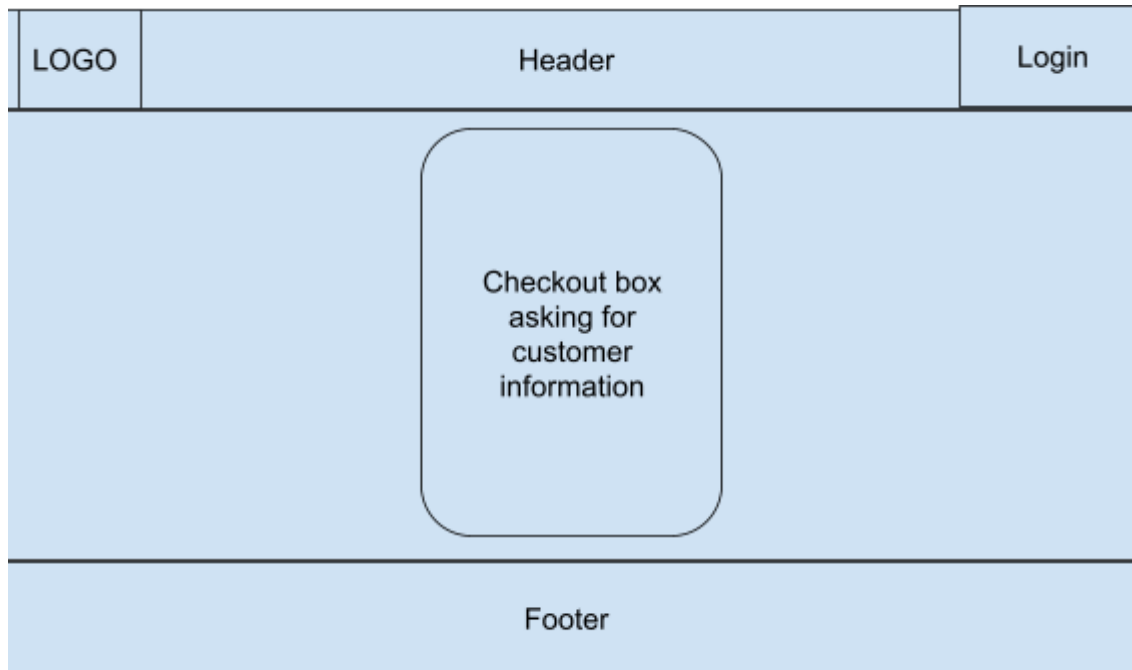 LOGO
Header
Login
Checkout box
asking for
customer
information
Footer